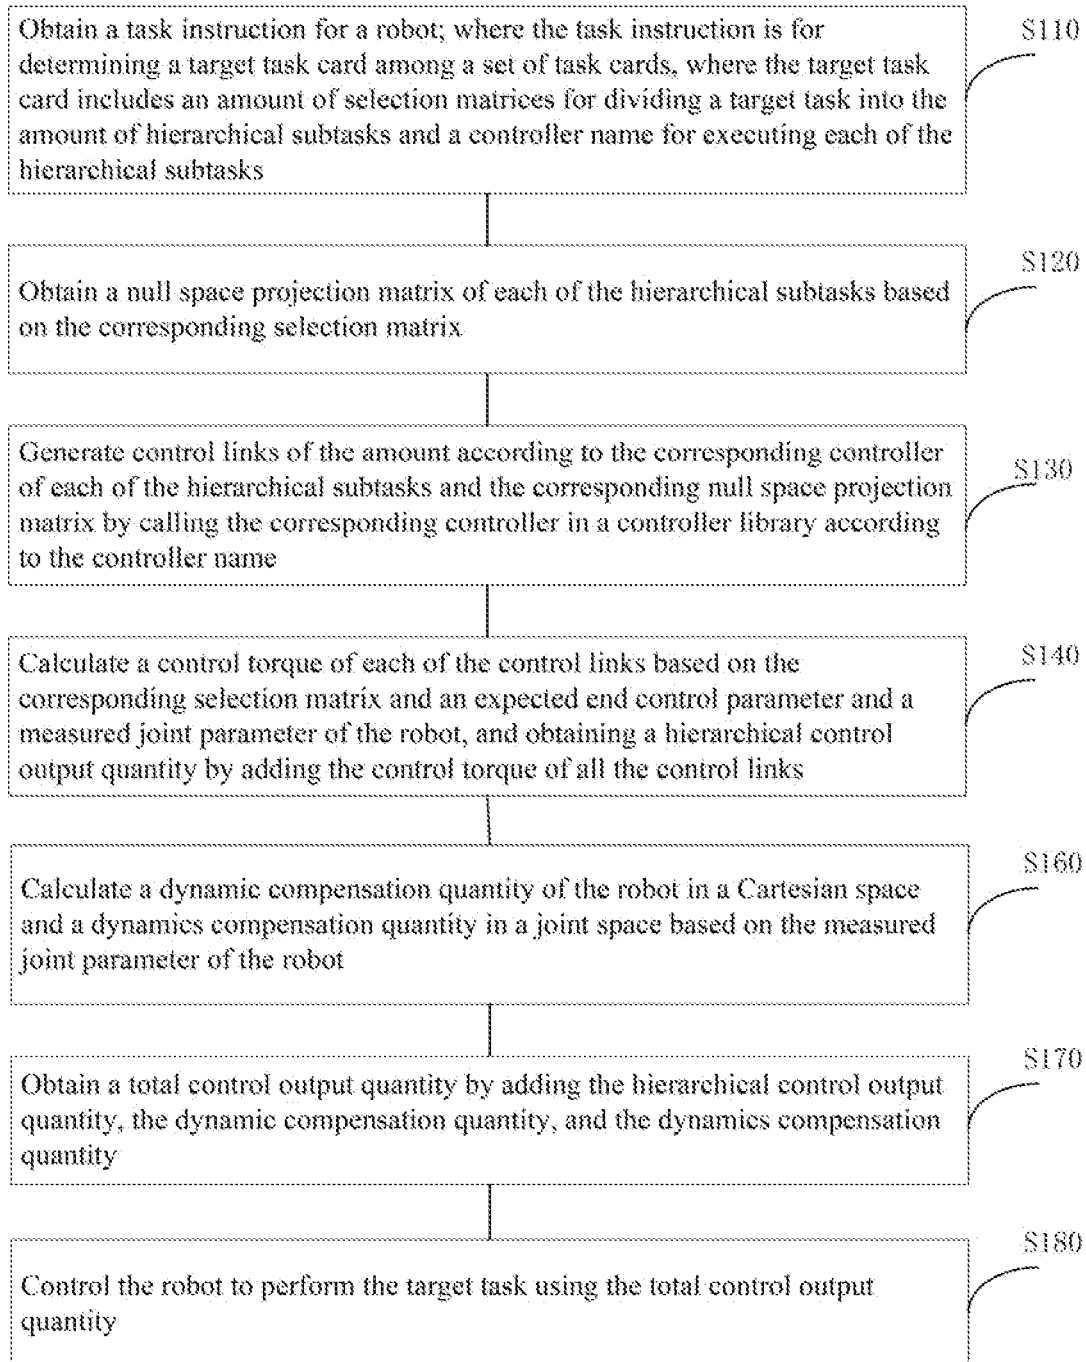 Obtain a task instruction for a robot; where the task instruction is for
determining a target task card among a set of task cards, where the target task
card includes an amount of selection matrices for dividing a target task into the
amount of hierarchical subtasks and a controller name for executing each of the
hierarchical subtasks
S110
Obtain a null space projection matrix of each of the hierarchical subtasks based
on the corresponding selection matrix
S120
Generate control links of the amount according to the corresponding controller
of each of the hierarchical subtasks and the corresponding null space projection
matrix by calling the corresponding controller in a controller library according
to the controller name
S130
Calculate a control torque of each of the control links based on the
corresponding selection matrix and an expected end control parameter and a
measured joint parameter of the robot, and obtaining a hierarchical control
output quantity by adding the control torque of all the control links
S140
Calculate a dynamic compensation quantity of the robot in a Cartesian space
and a dynamics compensation quantity in a joint space based on the measured
joint parameter of the robot
S160
Obtain a total control output quantity by adding the hierarchical control output
quantity, the dynamic compensation quantity, and the dynamics compensation
quantity
S170
Control the robot to perform the target task using the total control output
quantity
S180